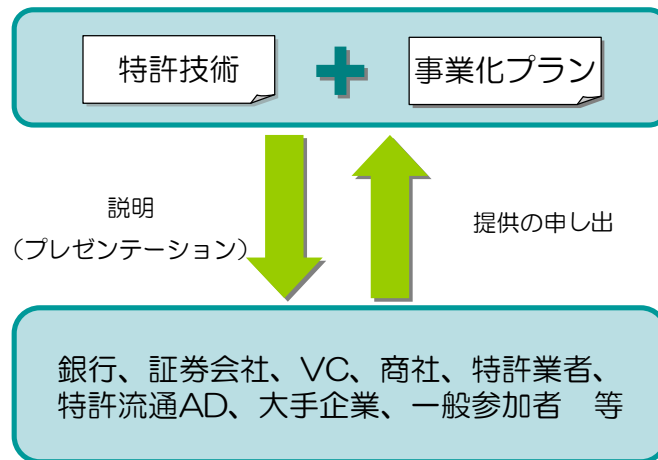 特許技術
事業化プラン
説明
（プレゼンテーション）
提供の申し出
銀行、証券会社、VC、商社、特許業者、
特許流通AD、大手企業、一般参加者　等